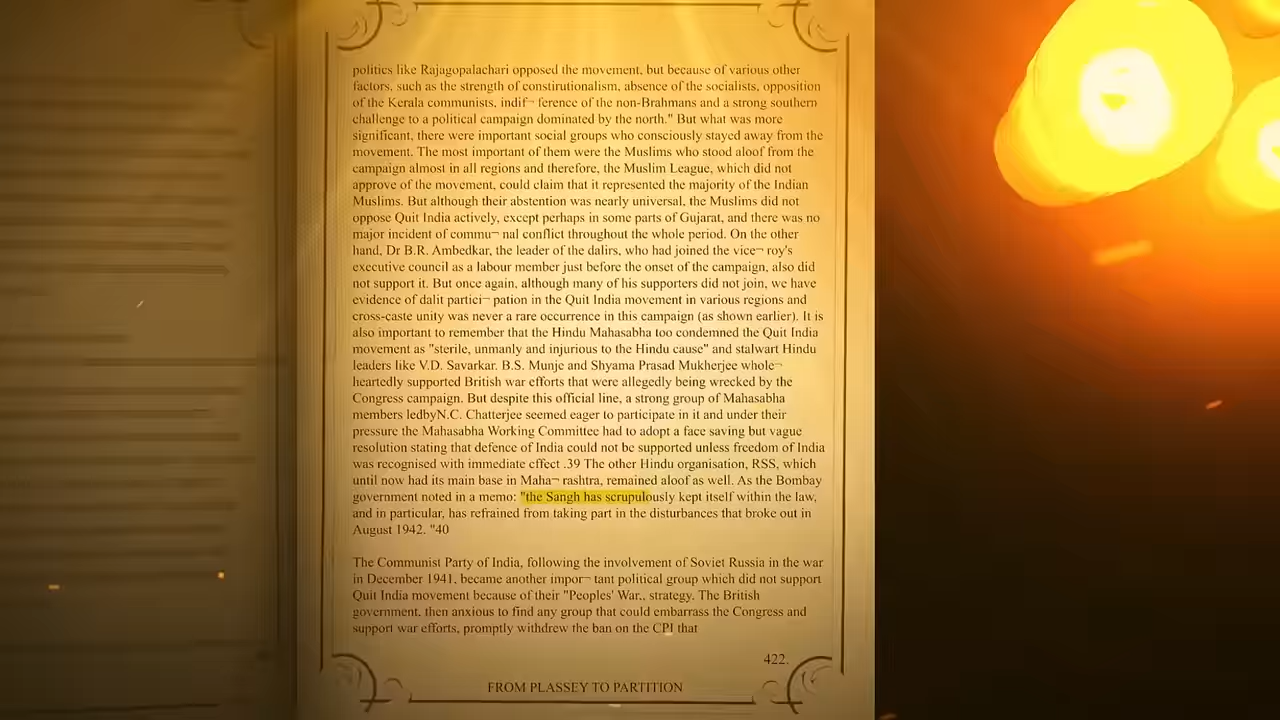 politics like Rajagopalachari opposed the movement, but because of various other
factors, such as the strength of constirutionalism, absence of the socialists, opposition
of the Kerala communists, indif¬ ference of the non-Brahmans and a strong southern
challenge to a political campaign dominated by the north." But what was more
significant, there were important social groups who consciously stayed away from the
movement. The most important of them were the Muslims who stood aloof from the
campaign almost in all regions and therefore, the Muslim League, which did not
approve of the movement, could claim that it represented the majority of the Indian
Muslims. But although their abstention was nearly universal, the Muslims did not
oppose Quit India actively, except perhaps in some parts of Gujarat, and there was no
major incident of commu¬ nal conflict throughout the whole period. On the other
hand, Dr B.R. Ambedkar, the leader of the dalirs, who had joined the vice¬ roy's
executive council as a labour member just before the onset of the campaign, also did
not support it. But once again, although many of his supporters did not join, we have
evidence of dalit partici¬ pation in the Quit India movement in various regions and
cross-caste unity was never a rare occurrence in this campaign (as shown earlier). It is
also important to remember that the Hindu Mahasabha too condemned the Quit India
movement as "sterile, unmanly and injurious to the Hindu cause" and stalwart Hindu
leaders like V.D. Savarkar. B.S. Munje and Shyama Prasad Mukherjee whole¬
heartedly supported British war efforts that were allegedly being wrecked by the
Congress campaign. But despite this official line, a strong group of Mahasabha
members ledbyN.C. Chatterjee seemed eager to participate in it and under their
pressure the Mahasabha Working Committee had to adopt a face saving but vague
resolution stating that defence of India could not be supported unless freedom of India
was recognised with immediate effect .39 The other Hindu organisation, RSS, which
until now had its main base in Maha¬ rashtra, remained aloof as well. As the Bombay
government noted in a memo: "the Sangh has scrupulously kept itself within the law,
and in particular, has refrained from taking part in the disturbances that broke out in
August 1942. "40
The Communist Party of India, following the involvement of Soviet Russia in the war
in December 1941, became another impor¬ tant political group which did not support
Quit India movement because of their "Peoples' War., strategy. The British
government, then anxious to find any group that could embarrass the Congress and
support war efforts, promptly withdrew the ban on the CPI that
422.
FROM PLASSEY TO PARTITION